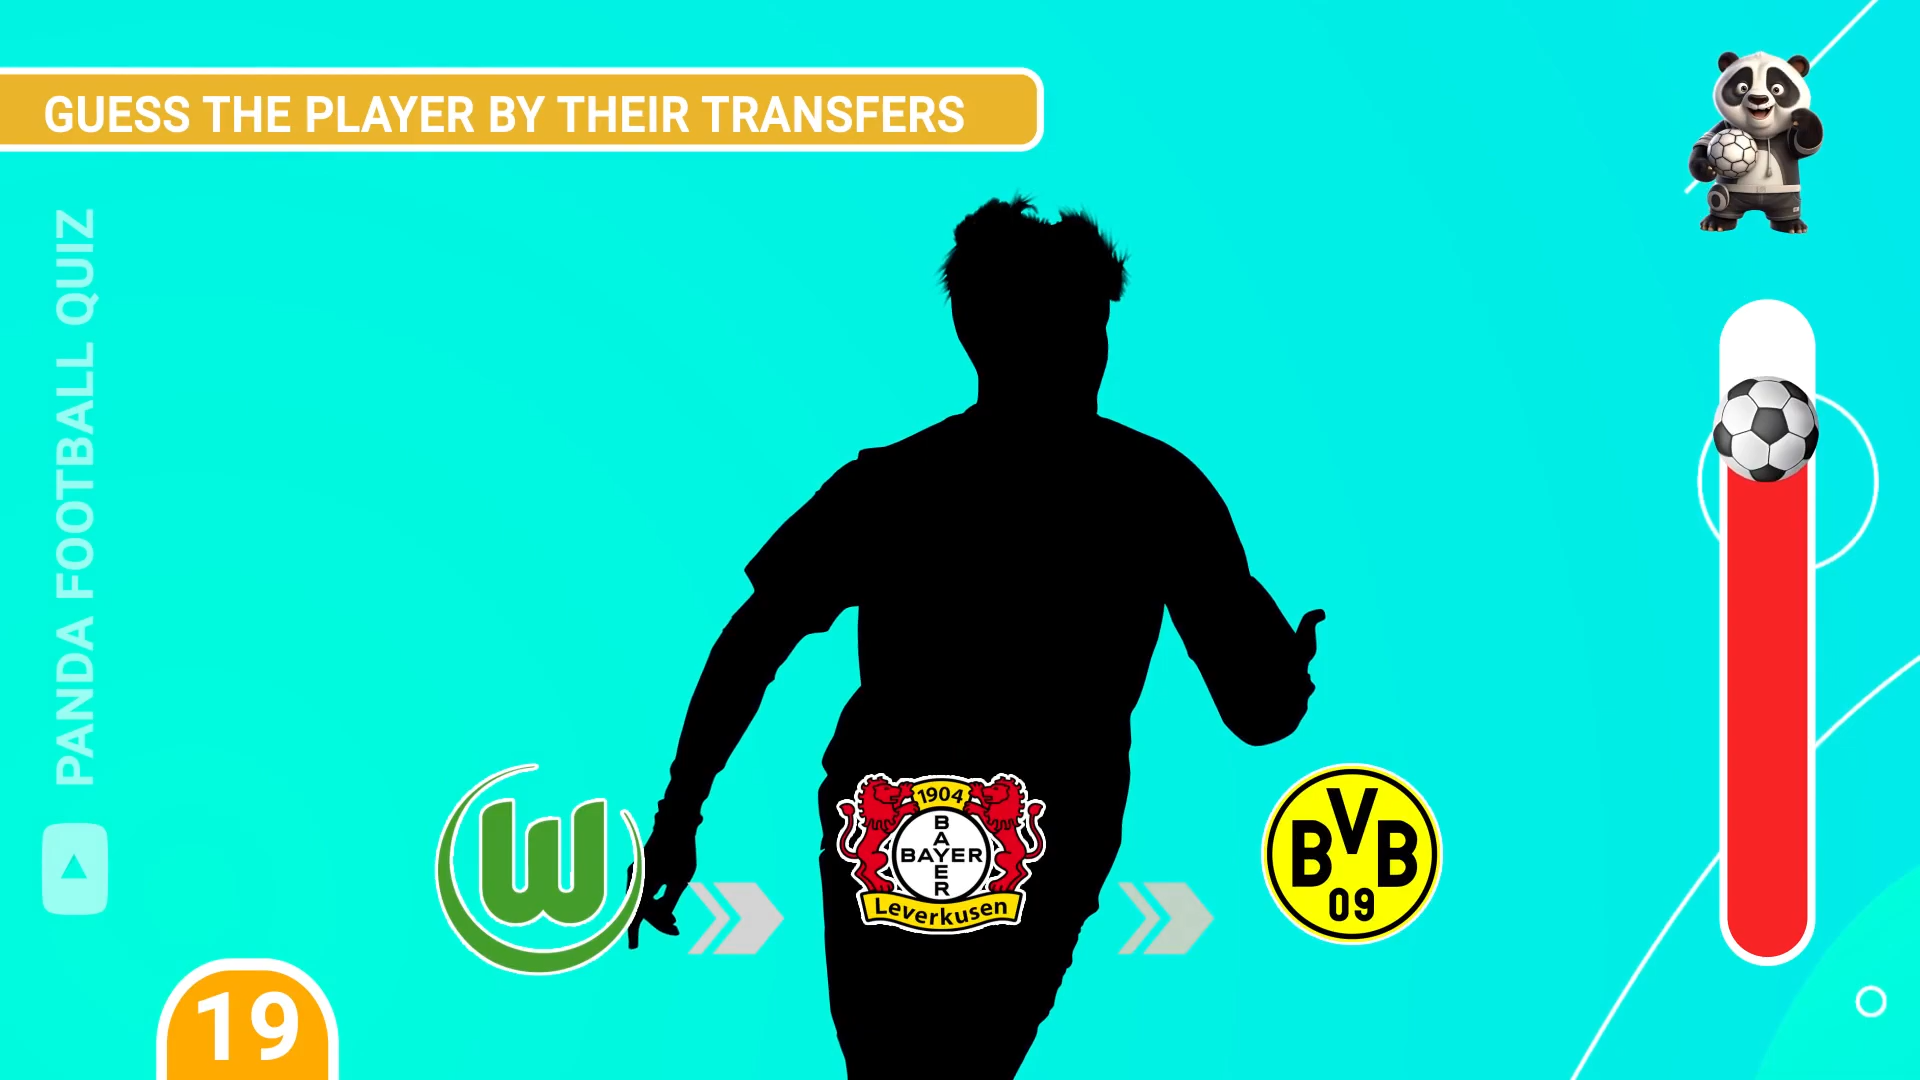 GUESS THE PLAYER BY THEIR TRANSFERS
PANDA FOOTBALL QUIZ
W
1904
BAYER
BAYER
Leverkusen
BVB
09
19